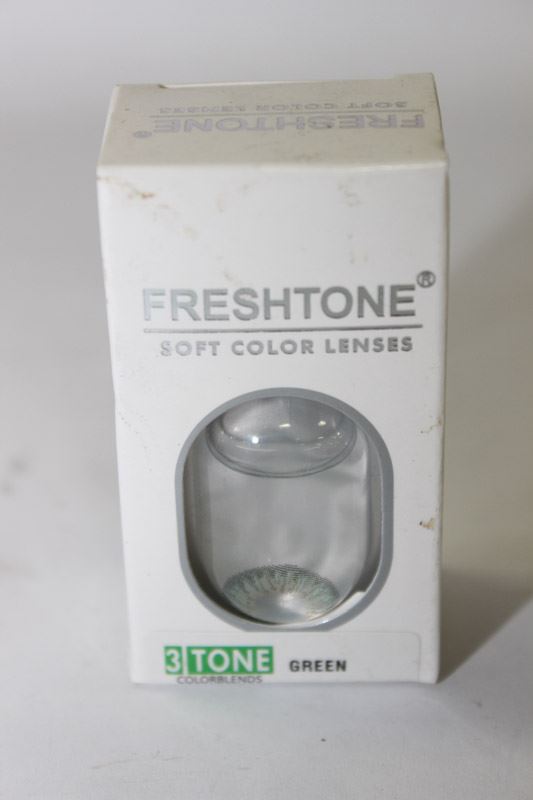 SOFT COLOR LENSES
FRESHTONE®
FRESHTONE®
SOFT COLOR LENSES
3 TONE GREEN
COLORBLENDS